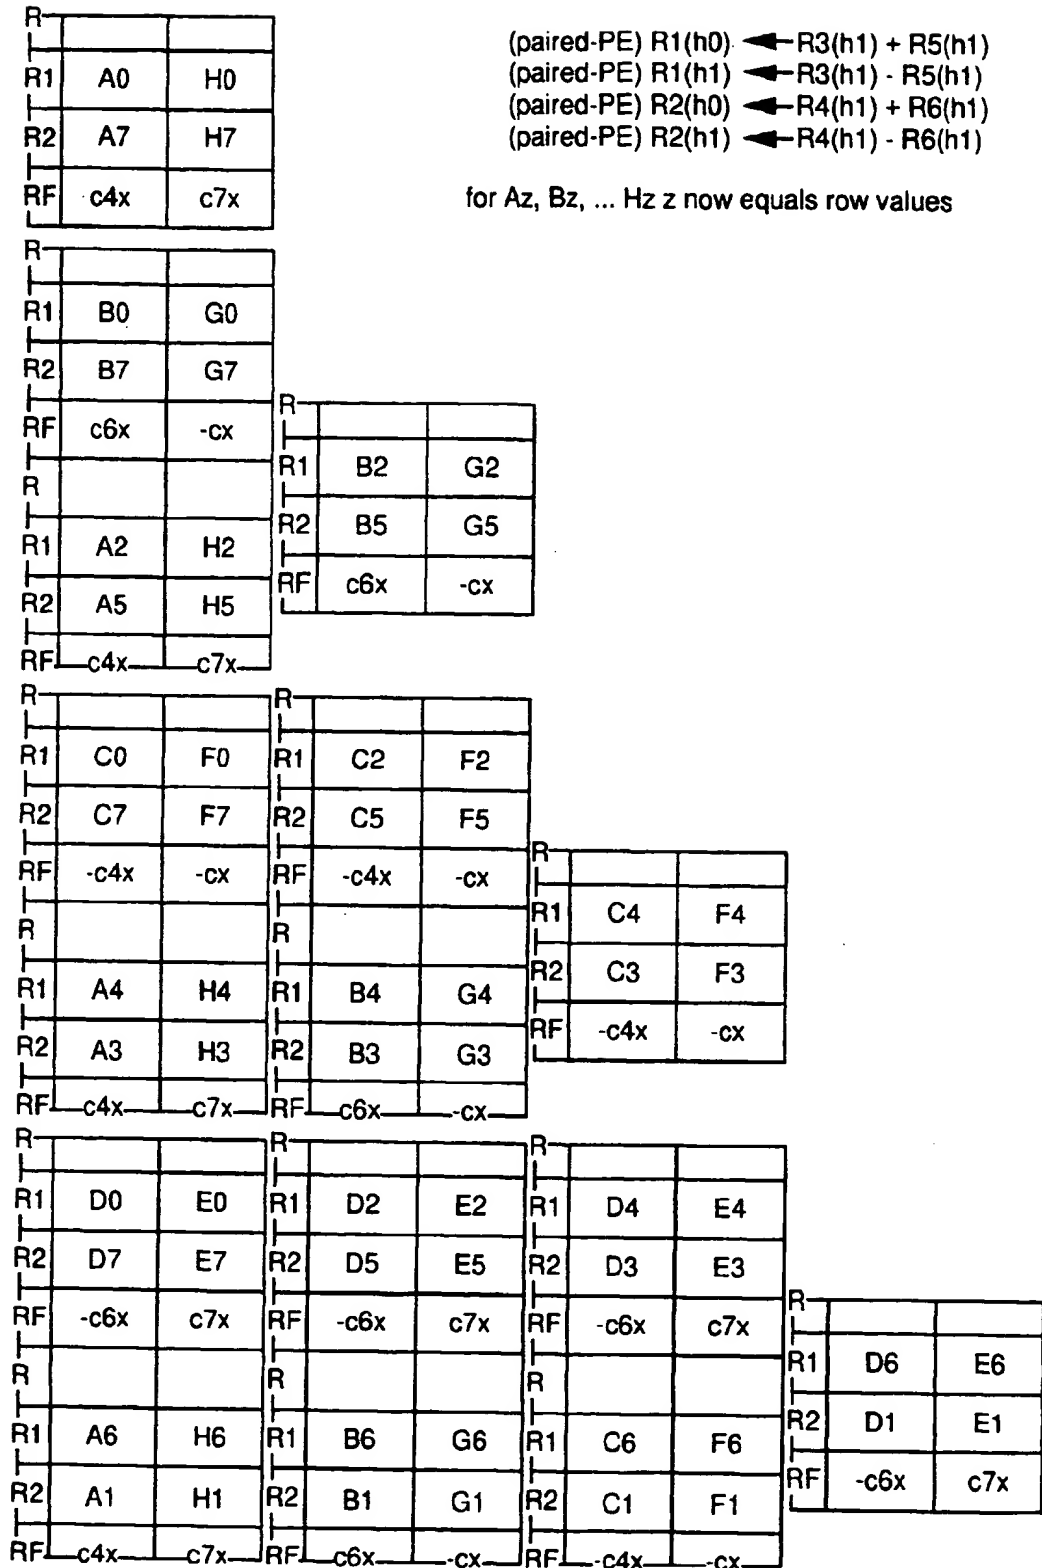 (paired-PE) R1(h0) ◄ R3(h1) + R5(h1)
(paired-PE) R1(h1) ◄ R3(h1) - R5(h1)
(paired-PE) R2(h0) ◄ R4(h1) + R6(h1)
(paired-PE) R2(h1) ◄ R4(h1) - R6(h1)
for Az, Bz, ... Hz z now equals row values
R
R1 A0 H0
R2 A7 H7
RF c4x c7x
R
R1 B0 G0
R2 B7 G7
RF c6x -cx
R
R1 A2 H2
R2 A5 H5
RF c4x c7x
R
R1 B2 G2
R2 B5 G5
RF c6x -cx
R
R1 C0 F0
R2 C7 F7
RF -c4x -cx
R
R1 A4 H4
R2 A3 H3
RF c4x c7x
R
R1 C2 F2
R2 C5 F5
RF -c4x -cx
R
R1 B4 G4
R2 B3 G3
RF c6x -cx
R
R1 C4 F4
R2 C3 F3
RF -c4x -cx
R
R1 D0 E0
R2 D7 E7
RF -c6x c7x
R
R1 A6 H6
R2 A1 H1
RF c4x c7x
R
R1 D2 E2
R2 D5 E5
RF -c6x c7x
R
R1 B6 G6
R2 B1 G1
RF c6x -cx
R
R1 D4 E4
R2 D3 E3
RF -c6x c7x
R
R1 C6 F6
R2 C1 F1
RF -c4x -cx
R
R1 D6 E6
R2 D1 E1
RF -c6x c7x